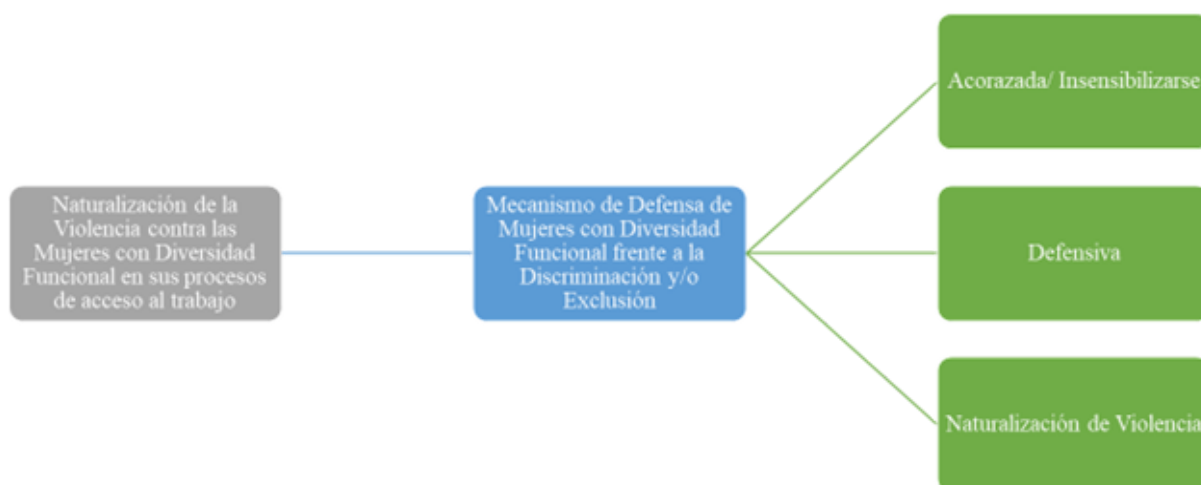 Naturalización de la
Violencia contra las
Mujeres con Diversidad
Funcional en sus procesos
de acceso al trabajo
Mecanismo de Defensa de
Mujeres con Diversidad
Funcional frente a la
Discriminación y/o
Exclusión
Acorazada/ Insensibilizarse
Defensiva
Naturalización de Violencia